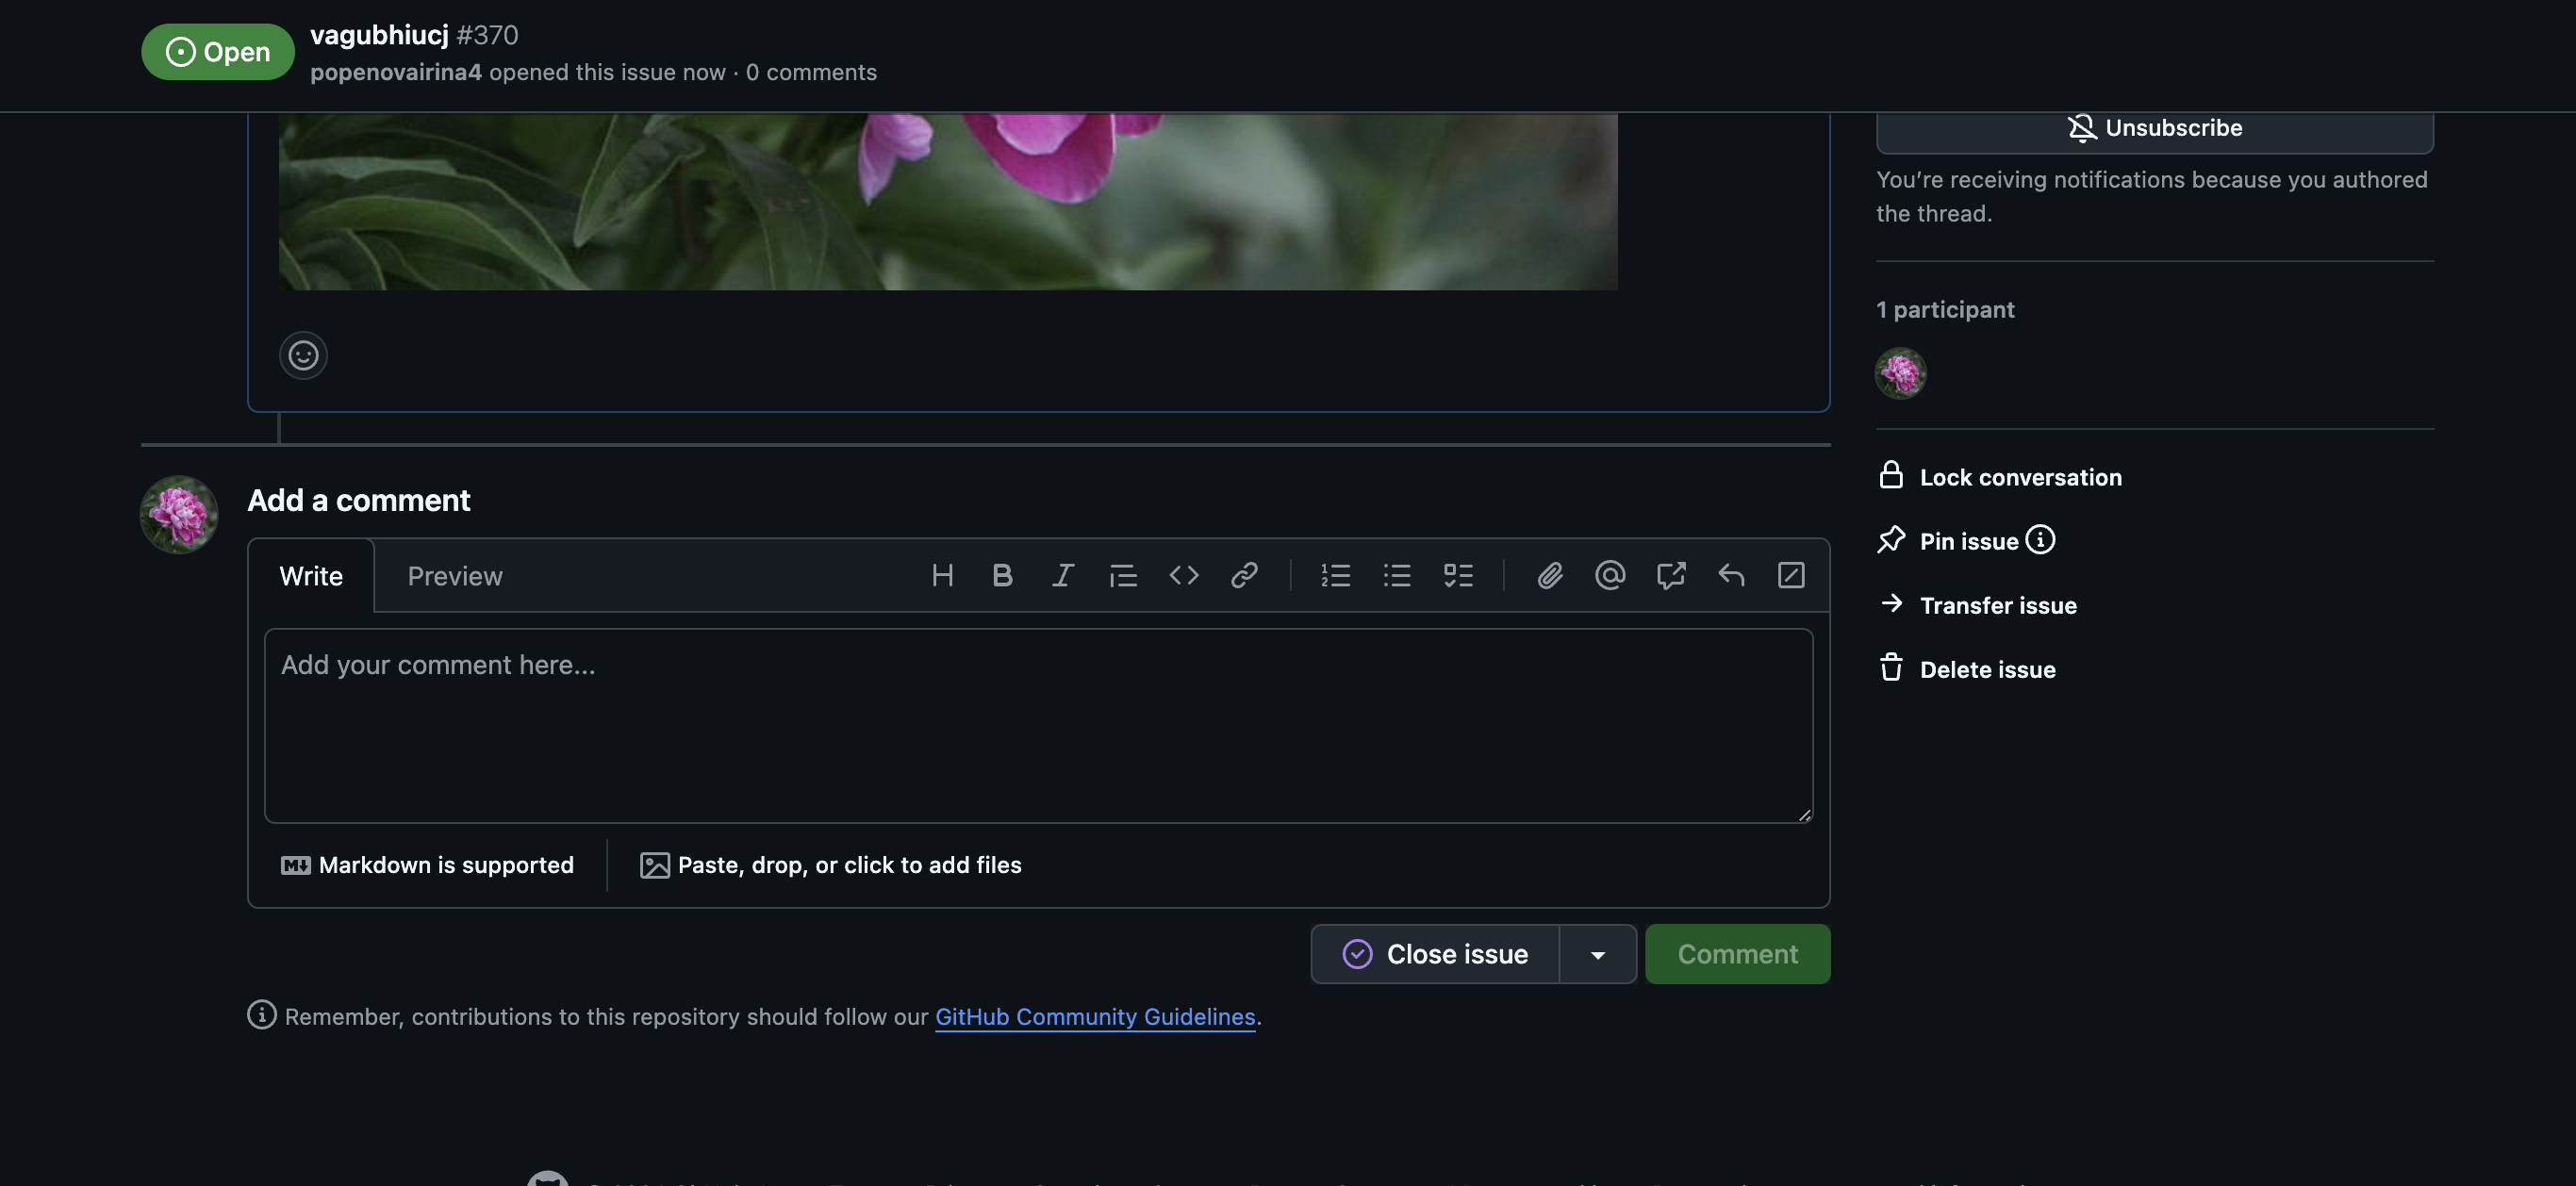 Open
vagubhiucj #370
popenovairina4 opened this issue now · 0 comments
Unsubscribe
You're receiving notifications because you authored
the thread.
1 participant
Lock conversation
Pin issue
Transfer issue
Delete issue
Add a comment
Write
Preview
Add your comment here...
Markdown is supported
Paste, drop, or click to add files
Close issue
Comment
Remember, contributions to this repository should follow our GitHub Community Guidelines.